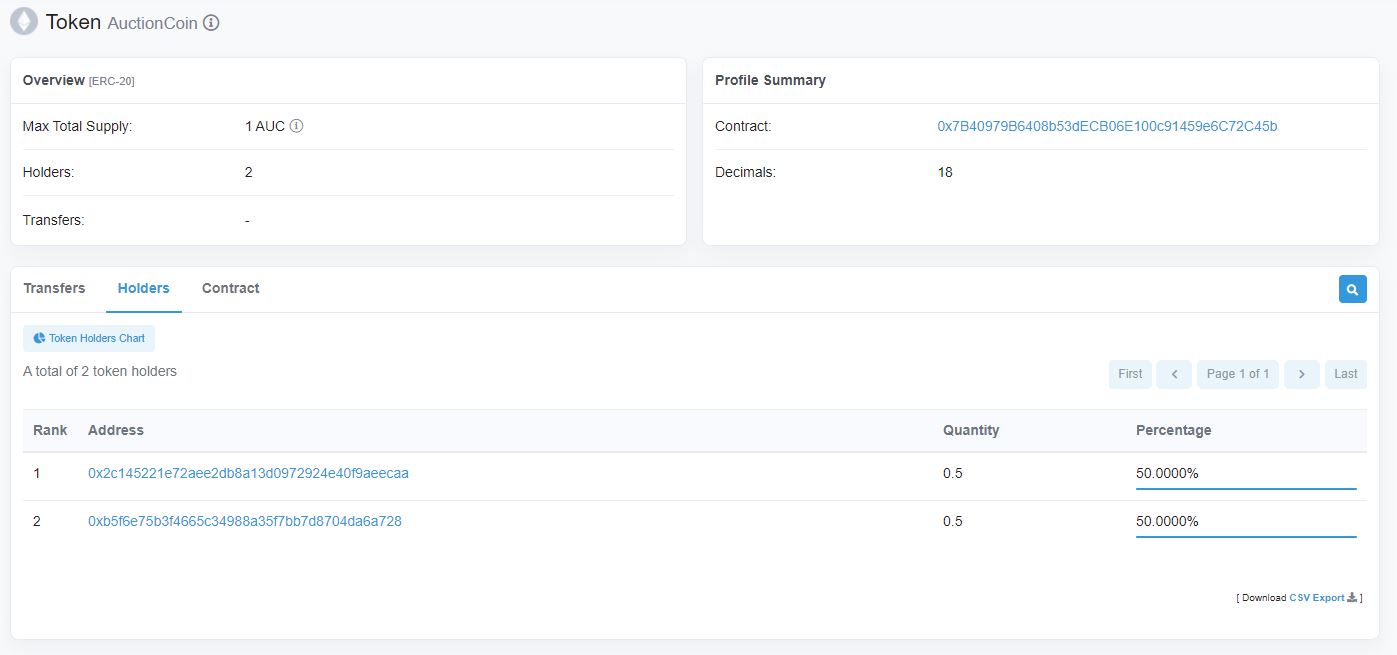 Token AuctionCoin
Overview [ERC-20]
Max Total Supply: 1 AUC
Holders: 2
Transfers: -
Profile Summary
Contract: 0x7B40979B6408b53dECB06E100c91459e6C72C45b
Decimals: 18
Transfers Holders Contract
Token Holders Chart
A total of 2 token holders
First < Page 1 of 1 > Last
Rank Address Quantity Percentage
1 0x2c145221e72aee2db8a13d0972924e40f9aeecaa 0.5 50.0000%
2 0xb5f6e75b3f4665c34988a35f7bb7d8704da6a728 0.5 50.0000%
[ Download CSV Export ]